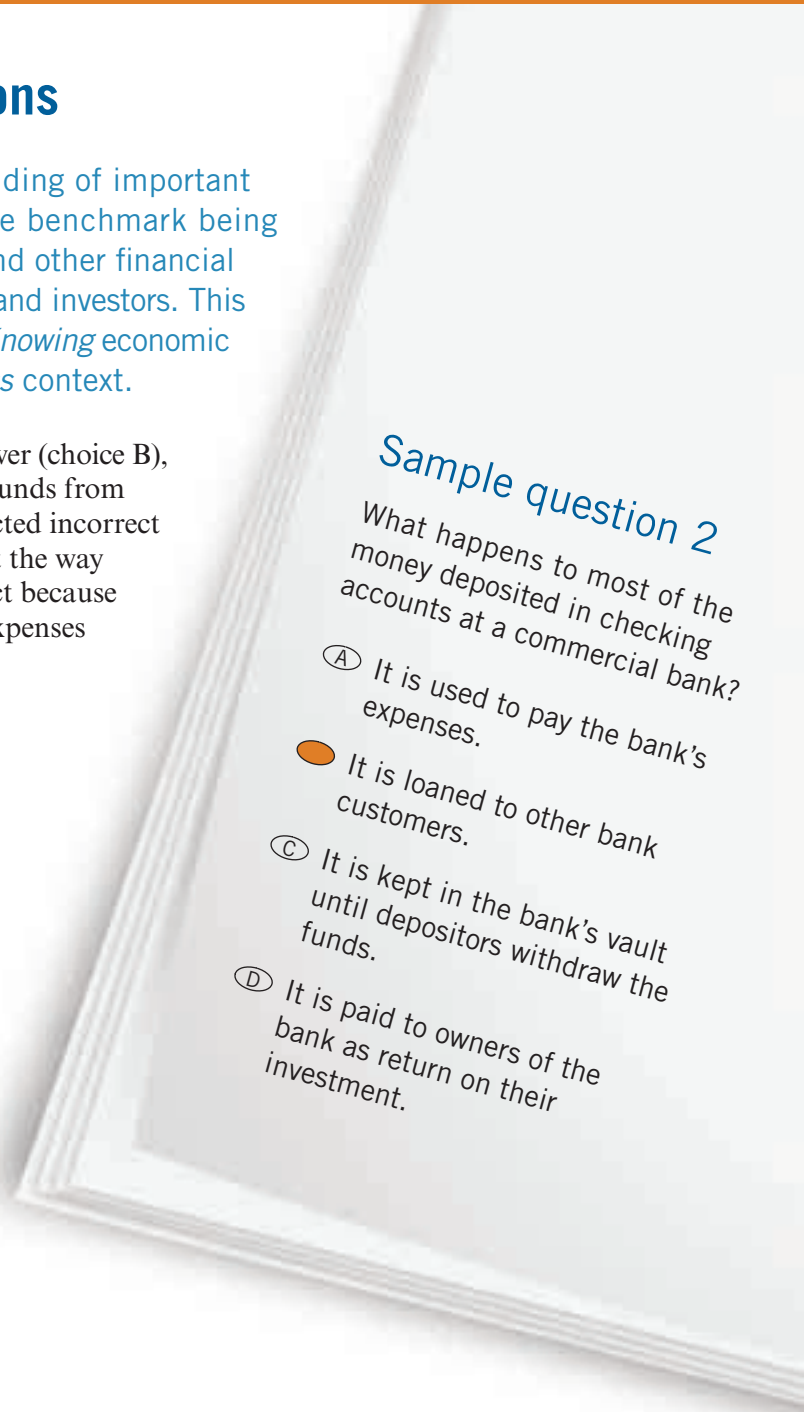 ons
ding of important
e benchmark being
nd other financial
and investors. This
nowing economic
s context.
ver (choice B),
unds from
cted incorrect
t the way
ct because
xpenses
Sample question 2
What happens to most of the
money deposited in checking
accounts at a commercial bank?
A It is used to pay the bank's
expenses.
It is loaned to other bank
customers.
C It is kept in the bank's vault
until depositors withdraw the
funds.
D It is paid to owners of the
bank as return on their
investment.